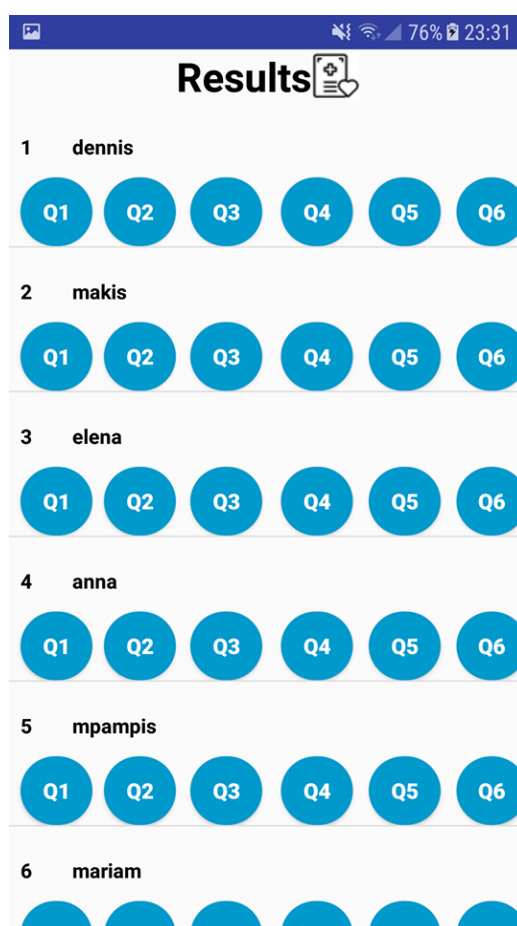 76% 23:31
Results
1 dennis
Q1 Q2 Q3 Q4 Q5 Q6
2 makis
Q1 Q2 Q3 Q4 Q5 Q6
3 elena
Q1 Q2 Q3 Q4 Q5 Q6
4 anna
Q1 Q2 Q3 Q4 Q5 Q6
5 mpampis
Q1 Q2 Q3 Q4 Q5 Q6
6 mariam